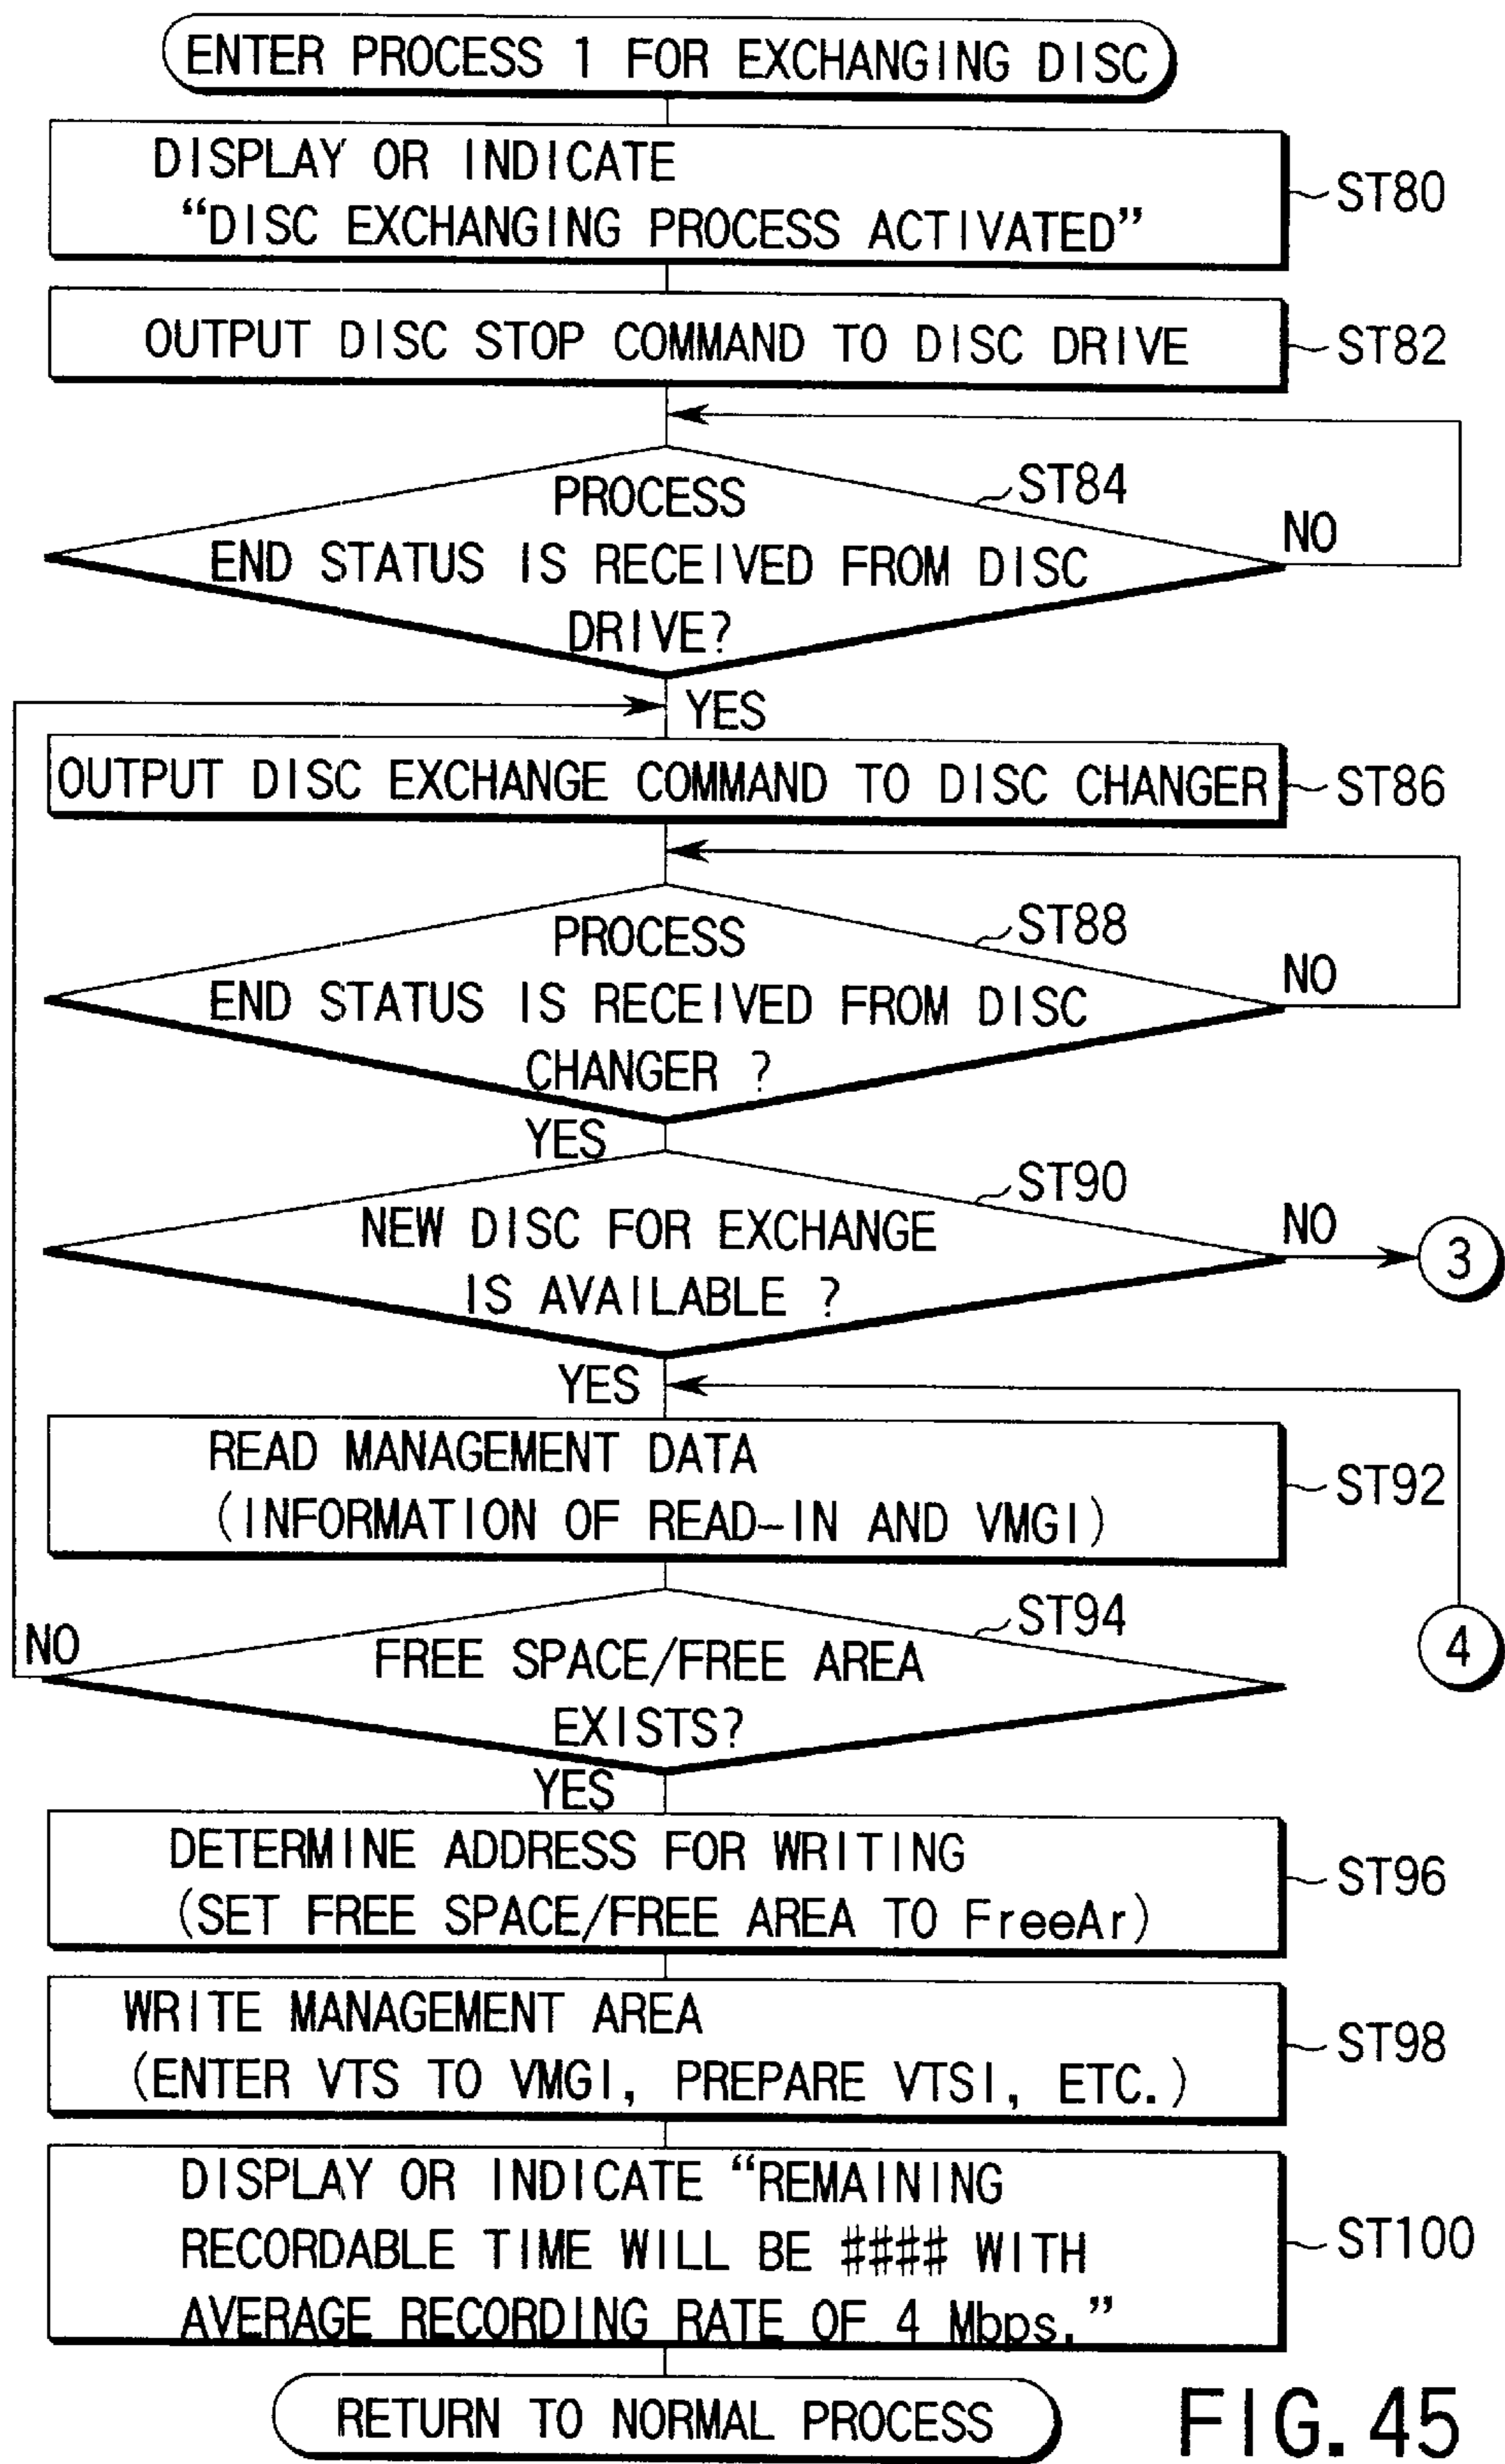 ENTER PROCESS 1 FOR EXCHANGING DISC
DISPLAY OR INDICATE
“DISC EXCHANGING PROCESS ACTIVATED”
ST80
OUTPUT DISC STOP COMMAND TO DISC DRIVE
ST82
ST84
PROCESS
END STATUS IS RECEIVED FROM DISC
DRIVE?
NO
YES
OUTPUT DISC EXCHANGE COMMAND TO DISC CHANGER
ST86
ST88
PROCESS
END STATUS IS RECEIVED FROM DISC
CHANGER ?
NO
YES
ST90
NEW DISC FOR EXCHANGE
IS AVAILABLE ?
NO
3
YES
READ MANAGEMENT DATA
(INFORMATION OF READ-IN AND VMGI)
ST92
ST94
4
NO
FREE SPACE/FREE AREA
EXISTS?
YES
DETERMINE ADDRESS FOR WRITING
(SET FREE SPACE/FREE AREA TO FreeAr)
ST96
WRITE MANAGEMENT AREA
(ENTER VTS TO VMGI, PREPARE VTSI, ETC.)
ST98
DISPLAY OR INDICATE “REMAINING
RECORDABLE TIME WILL BE #### WITH
AVERAGE RECORDING RATE OF 4 Mbps.”
ST100
RETURN TO NORMAL PROCESS
FIG. 45